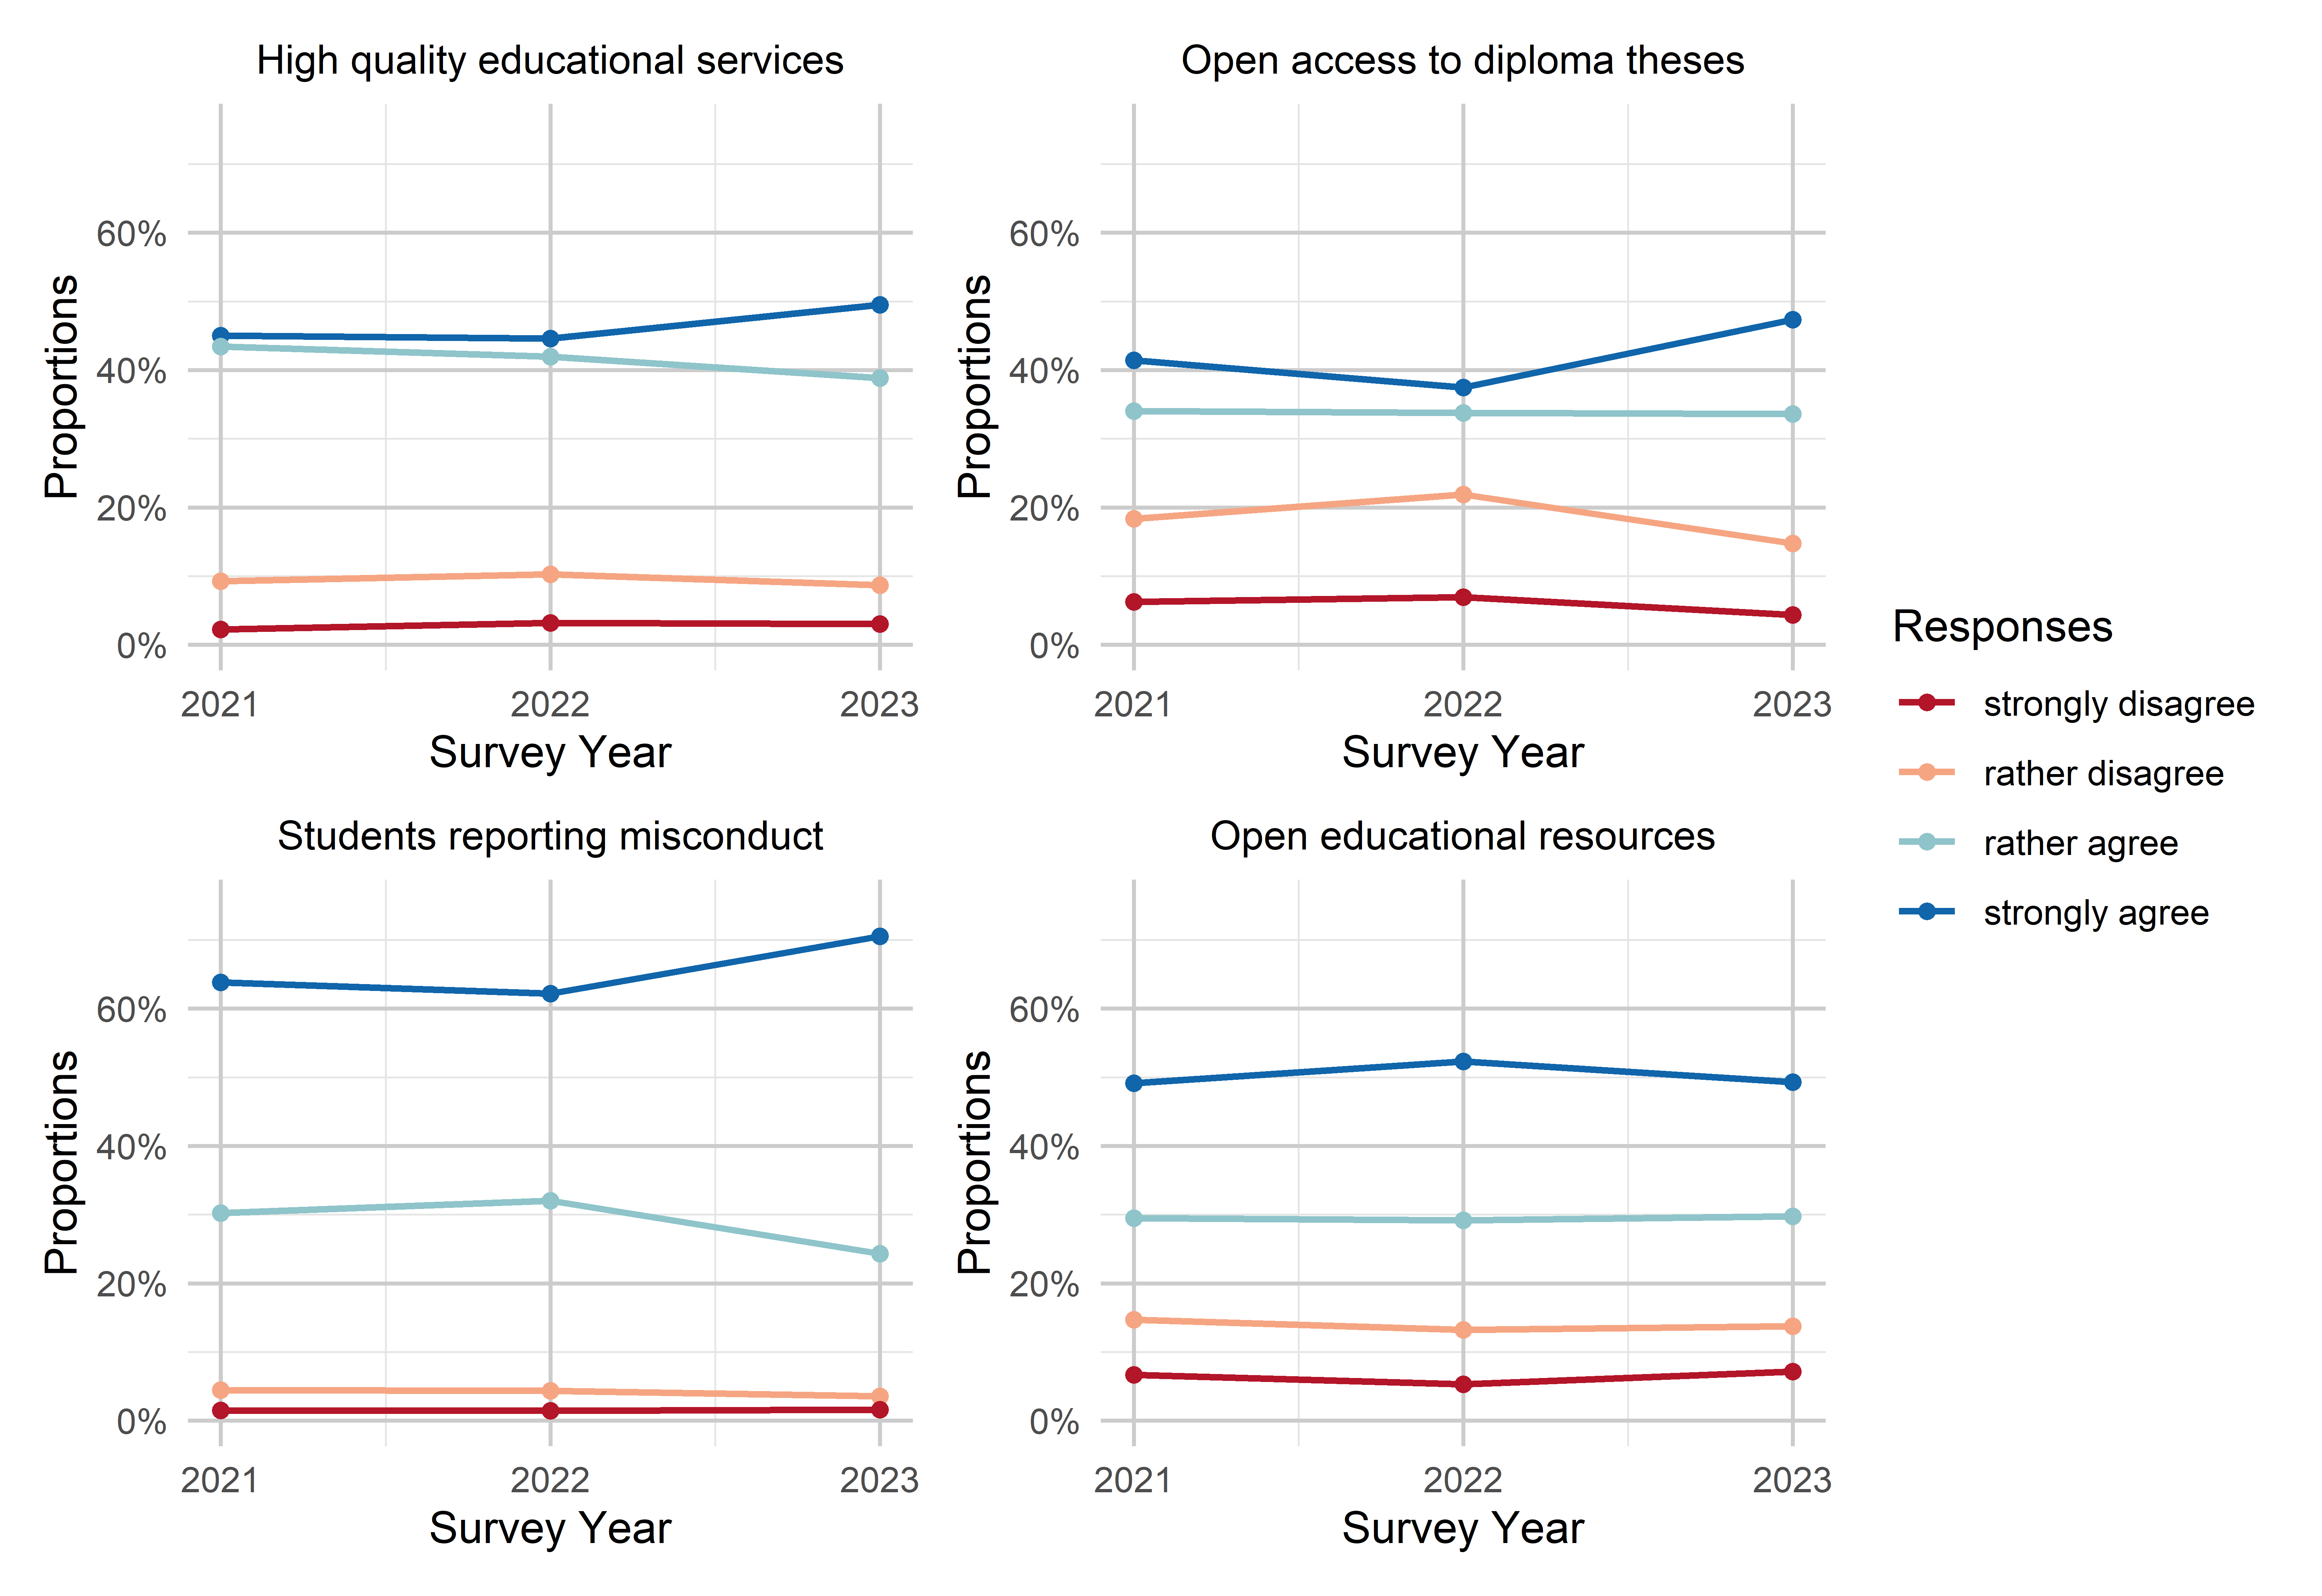 High quality educational services
Proportions
60%
40%
20%
0%
2021 2022 2023
Survey Year
Open access to diploma theses
Proportions
60%
40%
20%
0%
2021 2022 2023
Survey Year
Students reporting misconduct
Proportions
60%
40%
20%
0%
2021 2022 2023
Survey Year
Open educational resources
Proportions
60%
40%
20%
0%
2021 2022 2023
Survey Year
Responses
strongly disagree
rather disagree
rather agree
strongly agree